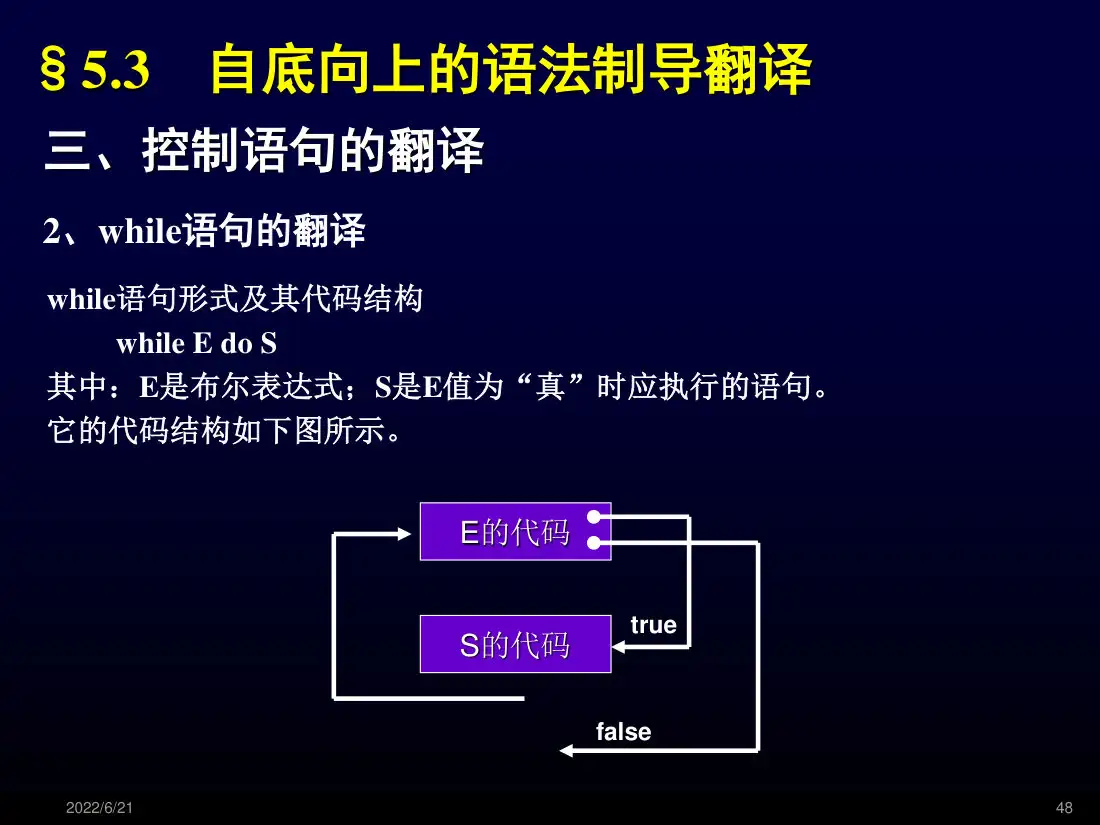 §5.3 自底向上的语法制导翻译
三、控制语句的翻译
2、while语句的翻译
while语句形式及其代码结构
while E do S
其中：E是布尔表达式；S是E值为“真”时应执行的语句。
它的代码结构如下图所示。
E的代码
true
S的代码
false
2022/6/21
48